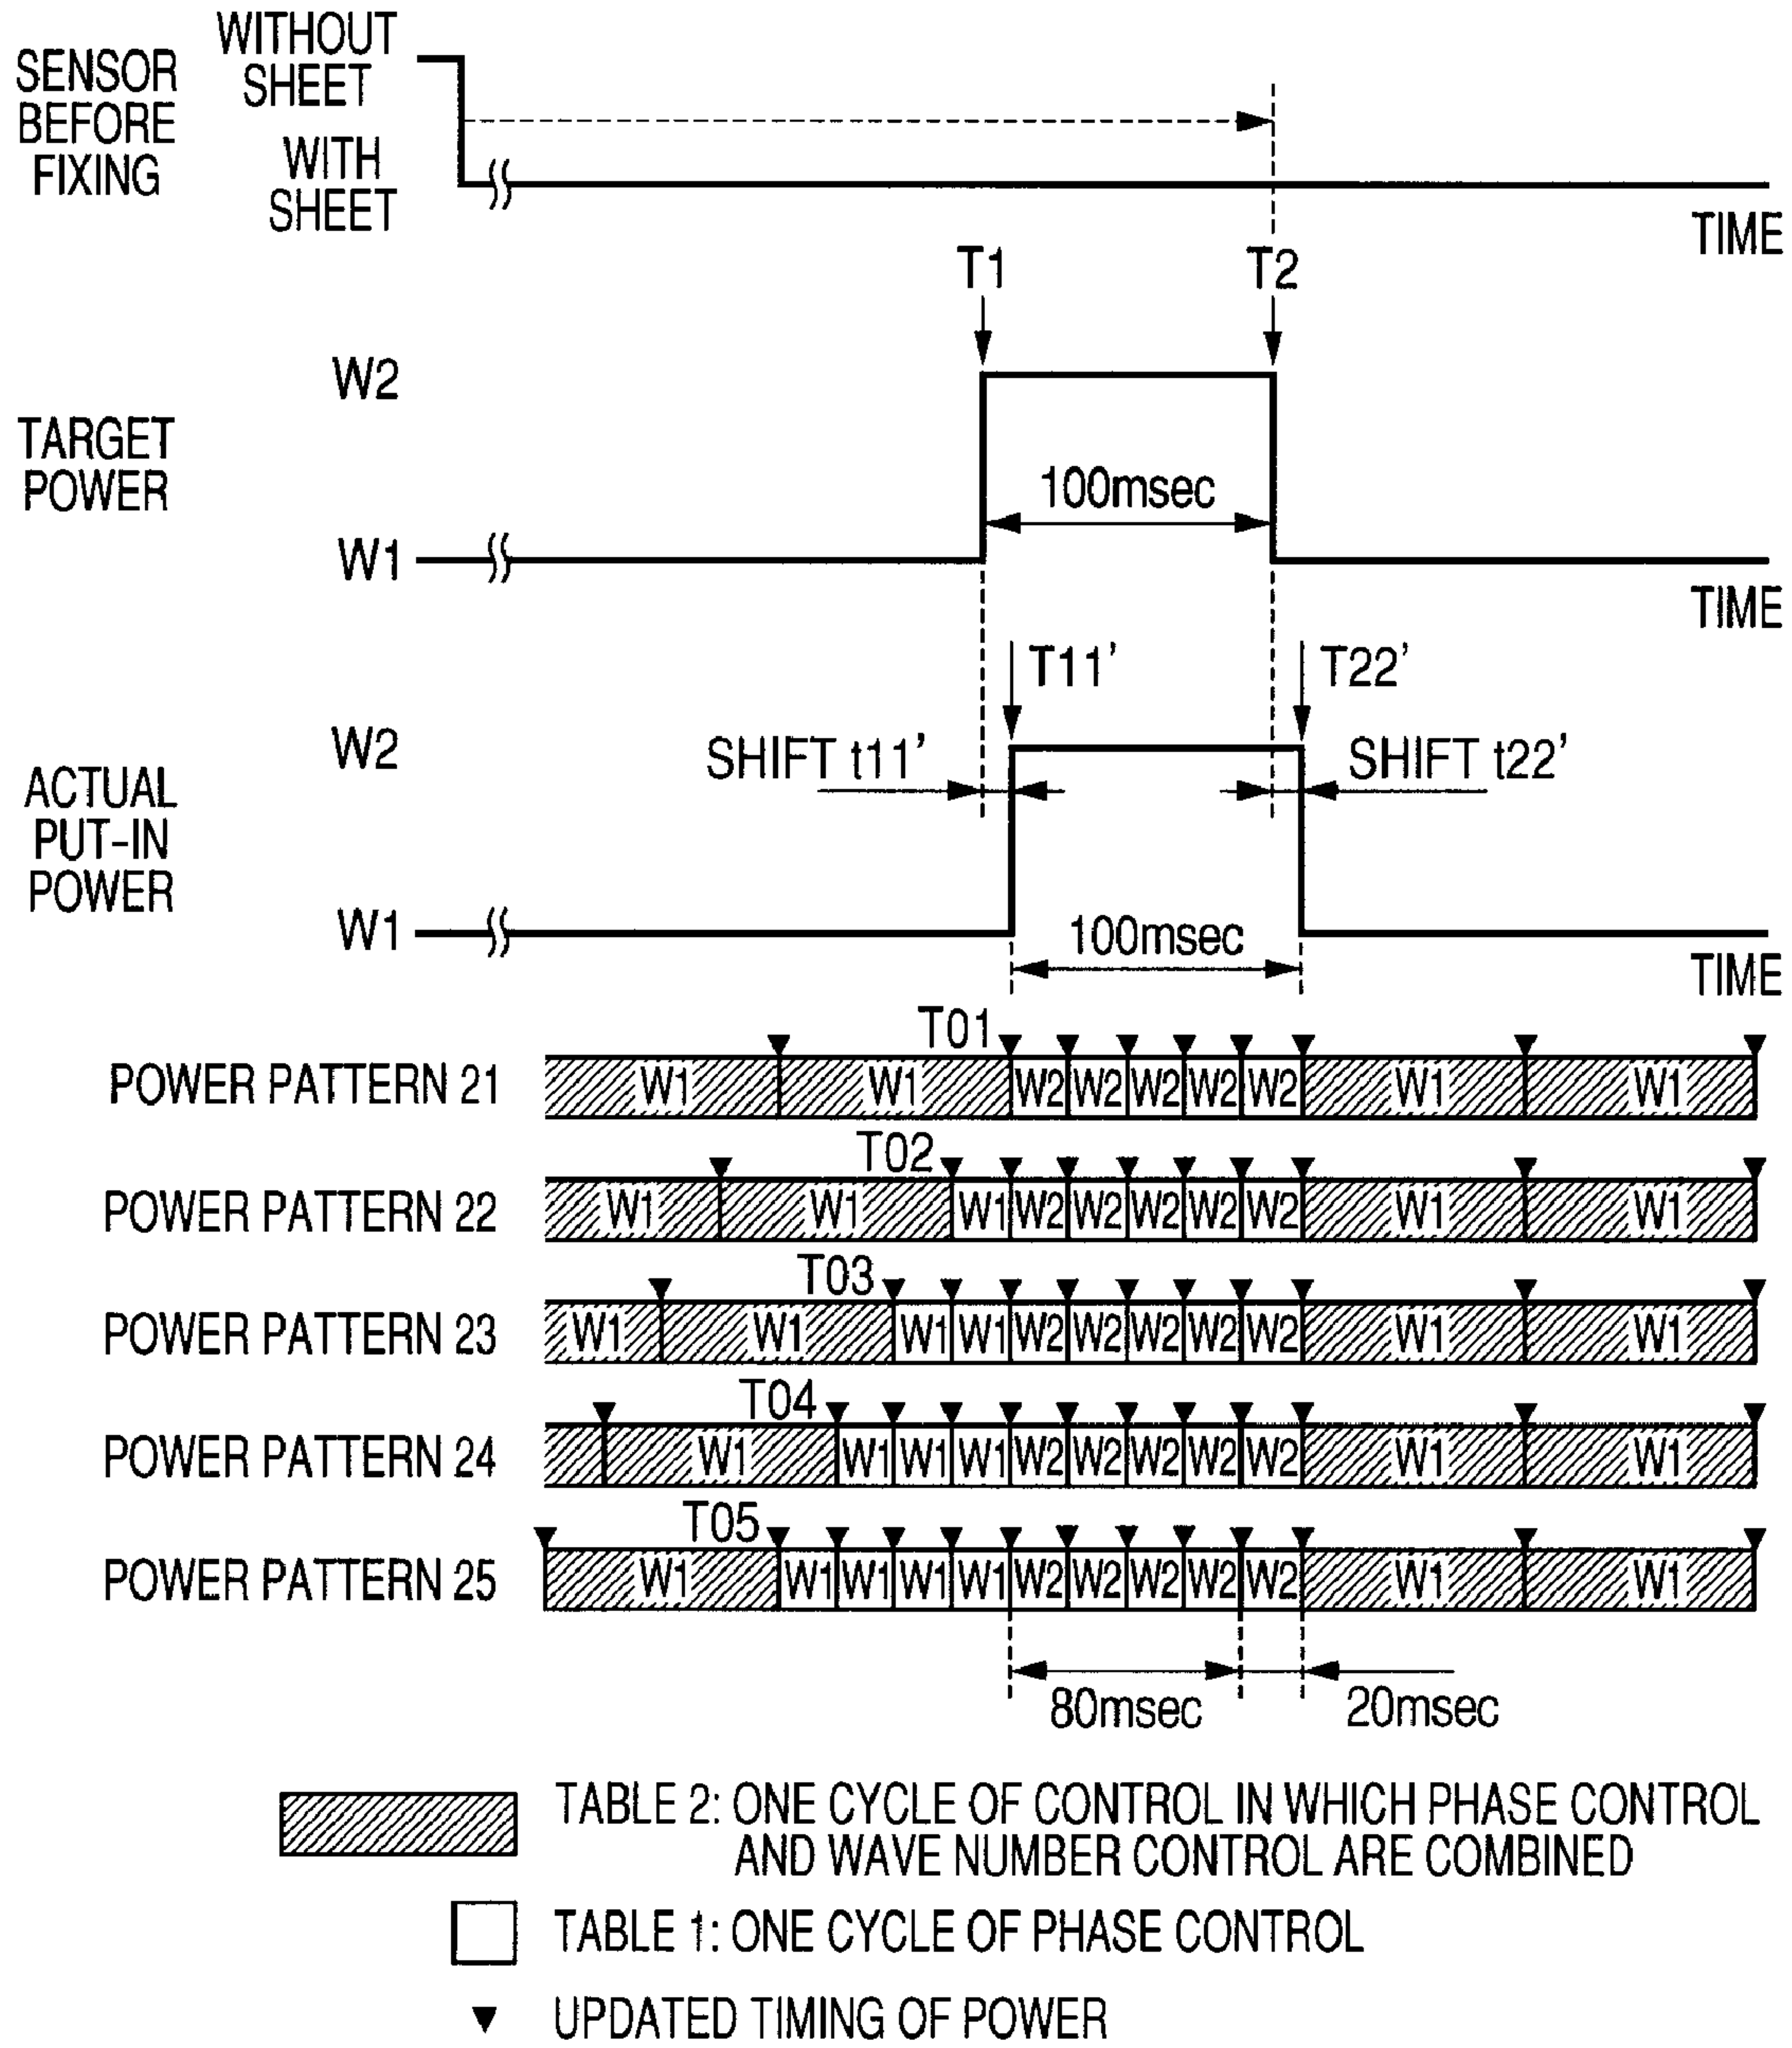 SENSOR
BEFORE
FIXING
WITHOUT
SHEET
WITH
SHEET
TIME
T1
T2
TARGET
POWER
W2
100msec
W1
TIME
T11'
T22'
ACTUAL
PUT-IN
POWER
W2
SHIFT t11'
SHIFT t22'
W1
100msec
TIME
T01
POWER PATTERN 21 W1 W1 W2 W2 W2 W2 W2 W1 W1
T02
POWER PATTERN 22 W1 W1 W1 W2 W2 W2 W2 W2 W1 W1
T03
POWER PATTERN 23 W1 W1 W1 W1 W2 W2 W2 W2 W2 W1 W1
T04
POWER PATTERN 24 W1 W1 W1 W1 W2 W2 W2 W2 W2 W1 W1
T05
POWER PATTERN 25 W1 W1 W1 W1 W1 W2 W2 W2 W2 W2 W1 W1
80msec
20msec
TABLE 2: ONE CYCLE OF CONTROL IN WHICH PHASE CONTROL
AND WAVE NUMBER CONTROL ARE COMBINED
TABLE 1: ONE CYCLE OF PHASE CONTROL
UPDATED TIMING OF POWER